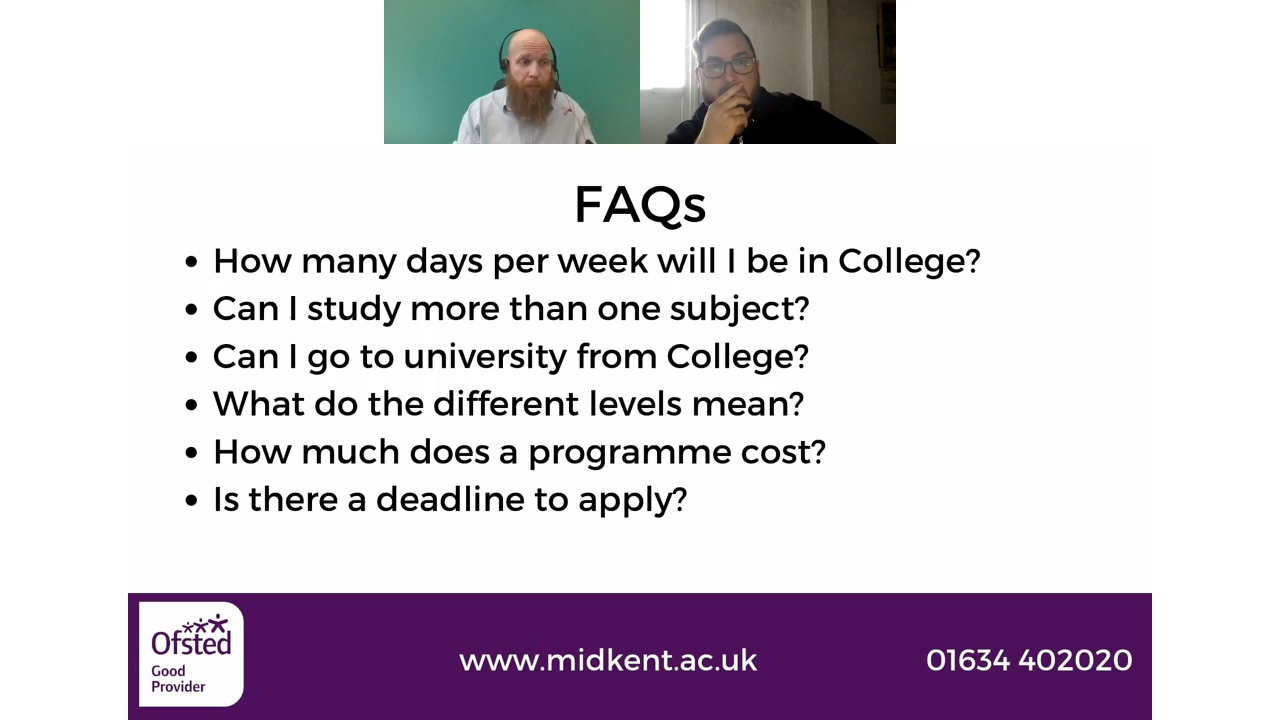 FAQs
How many days per week will I be in College?
Can I study more than one subject?
Can I go to university from College?
What do the different levels mean?
How much does a programme cost?
Is there a deadline to apply?
Ofsted
Good
Provider
www.midkent.ac.uk
01634 402020